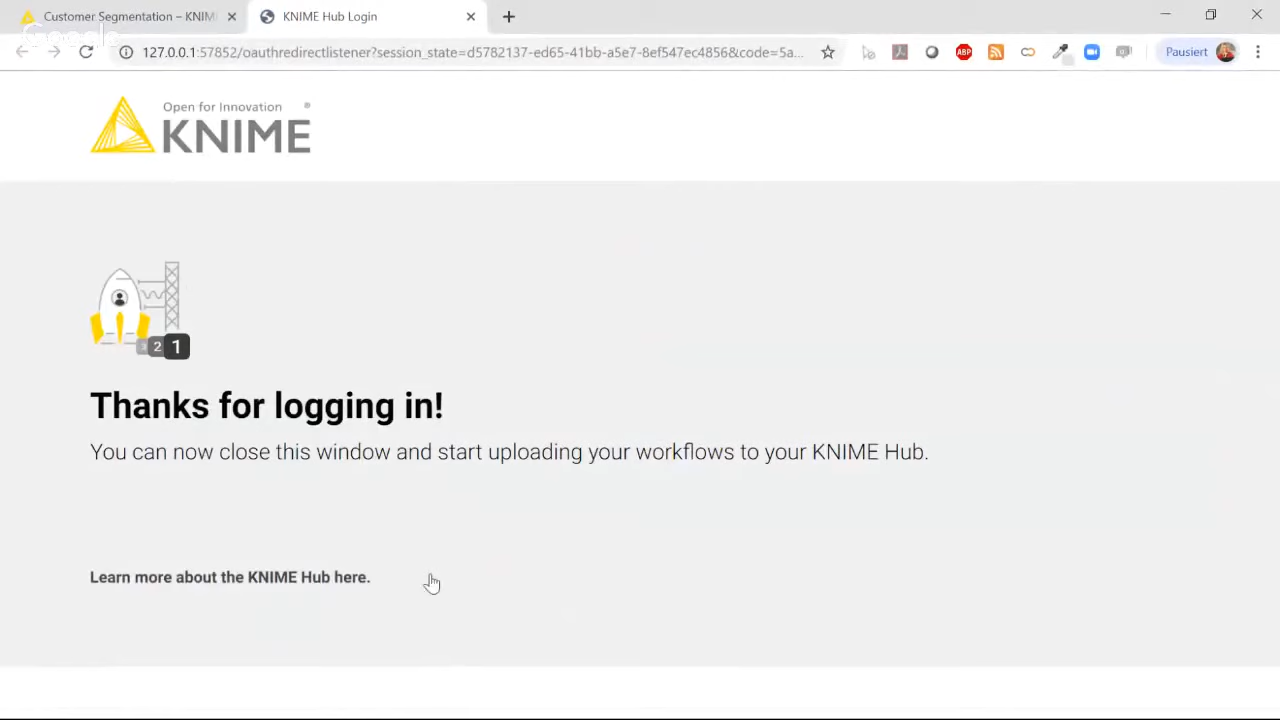 Customer Segmentation – KNIM
KNIME Hub Login
Google
127.0.0.1:57852/oauthredirectlistener?session_state=d5782137-ed65-41bb-a5e7-8ef547ec4856&code=5a...
ABP
Pausiert
Open for Innovation ®
KNIME
2 1
Thanks for logging in!
You can now close this window and start uploading your workflows to your KNIME Hub.
Learn more about the KNIME Hub here.